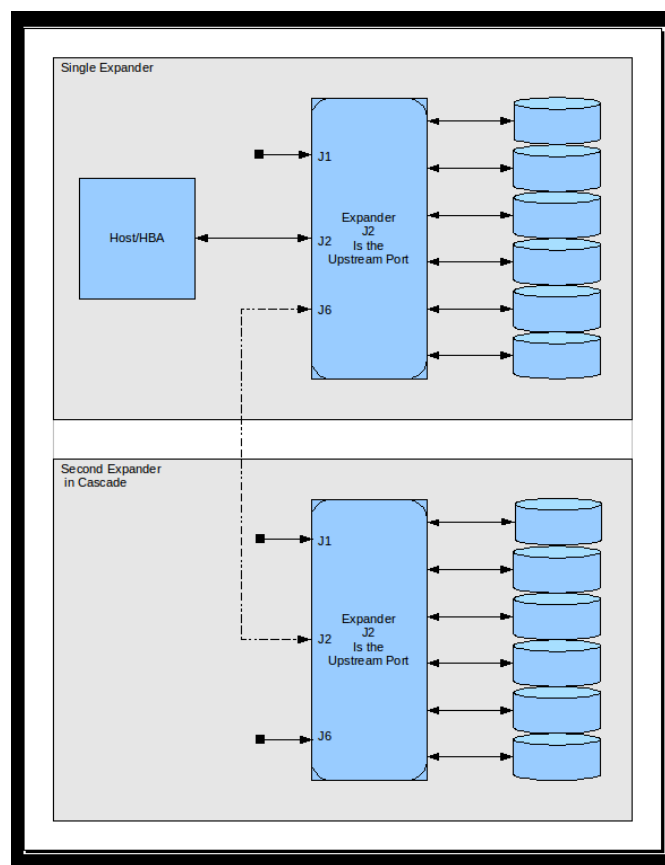 Single Expander
J1
Host/HBA
J2
Expander
J2
Is the
Upstream Port
J6
Second Expander
in Cascade
J1
Expander
J2
Is the
Upstream Port
J2
J6